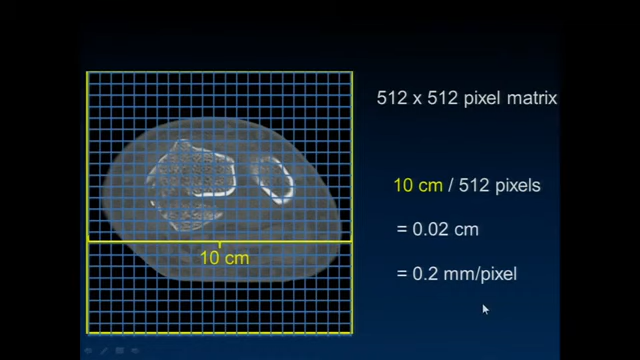 512 x 512 pixel matrix
10 cm / 512 pixels
= 0.02 cm
10 cm
= 0.2 mm/pixel